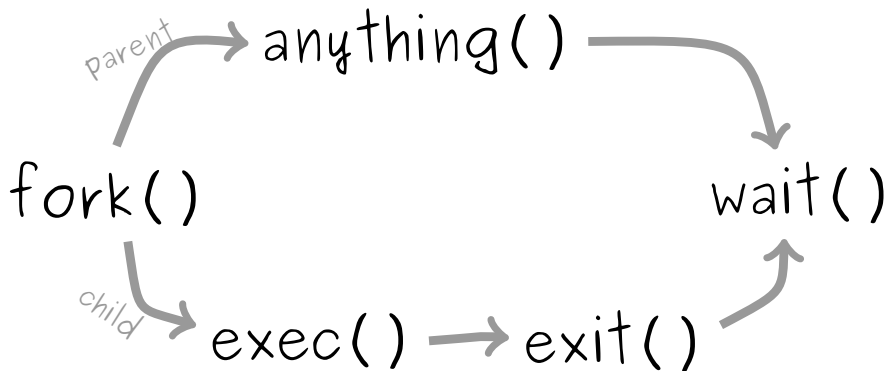 parent
anything()
fork()
wait()
child
exec()
exit()